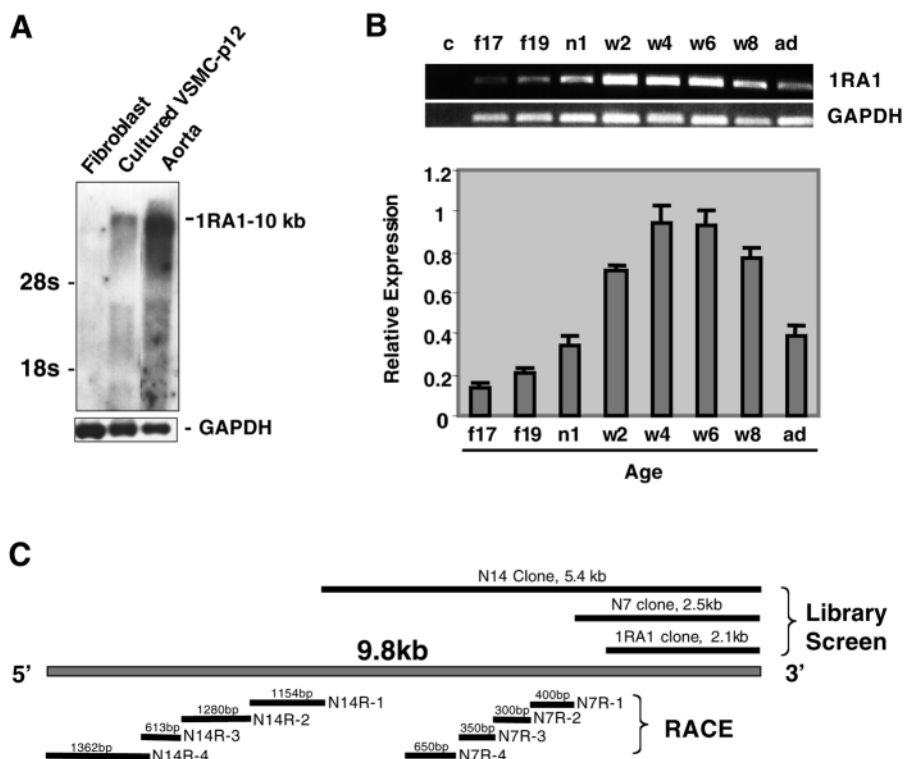 A
Fibroblast
Cultured VSMC-p12
Aorta
1RA1-10 kb
28s
18s
- GAPDH
B
c f17 f19 n1 w2 w4 w6 w8 ad
1RA1
GAPDH
Relative Expression
1.2
1
0.8
0.6
0.4
0.2
0
f17 f19 n1 w2 w4 w6 w8 ad
Age
C
N14 Clone, 5.4 kb
N7 clone, 2.5kb
1RA1 clone, 2.1kb
Library
Screen
9.8kb
5’ 3’
1154bp N14R-1
1280bp N14R-2
613bp N14R-3
1362bp N14R-4
400bp N7R-1
300bp N7R-2
350bp N7R-3
650bp N7R-4
RACE